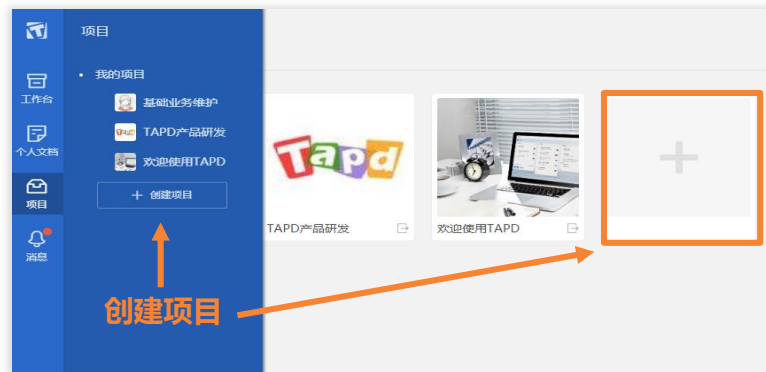 项目
我的项目
工作台
基础业务维护
个人文档
TAPD产品研发
欢迎使用TAPD
项目
+ 创建项目
消息
Tapd
TAPD产品研发
欢迎使用TAPD
创建项目